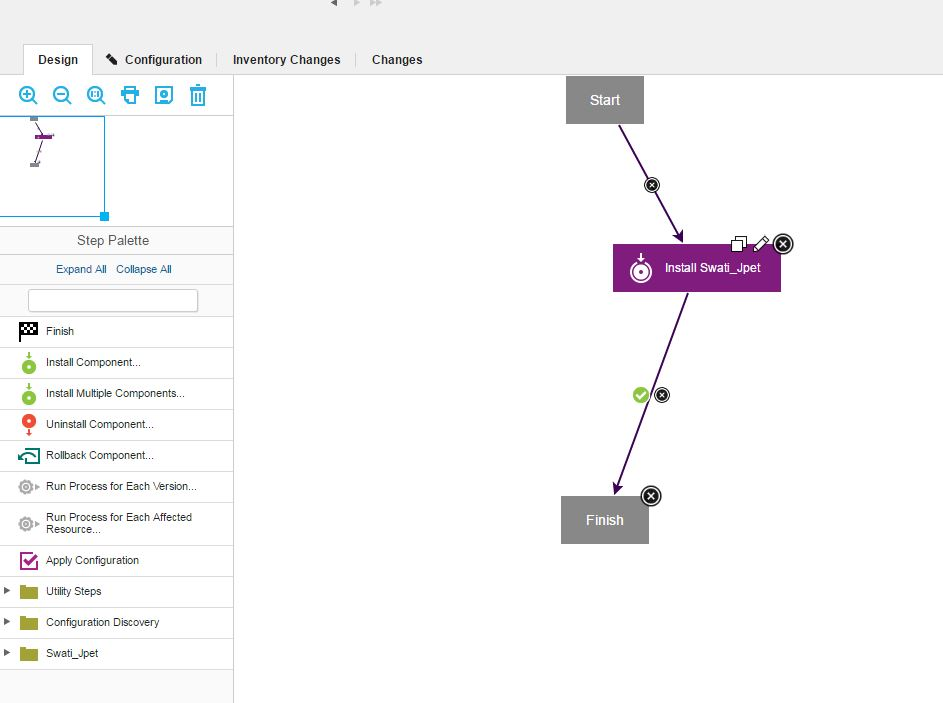 Design
Configuration
Inventory Changes
Changes
Start
Step Palette
Expand All Collapse All
Install Swati_Jpet
Finish
Install Component...
Install Multiple Components...
Uninstall Component...
Rollback Component...
Run Process for Each Version...
Run Process for Each Affected
Resource...
Finish
Apply Configuration
Utility Steps
Configuration Discovery
Swati_Jpet